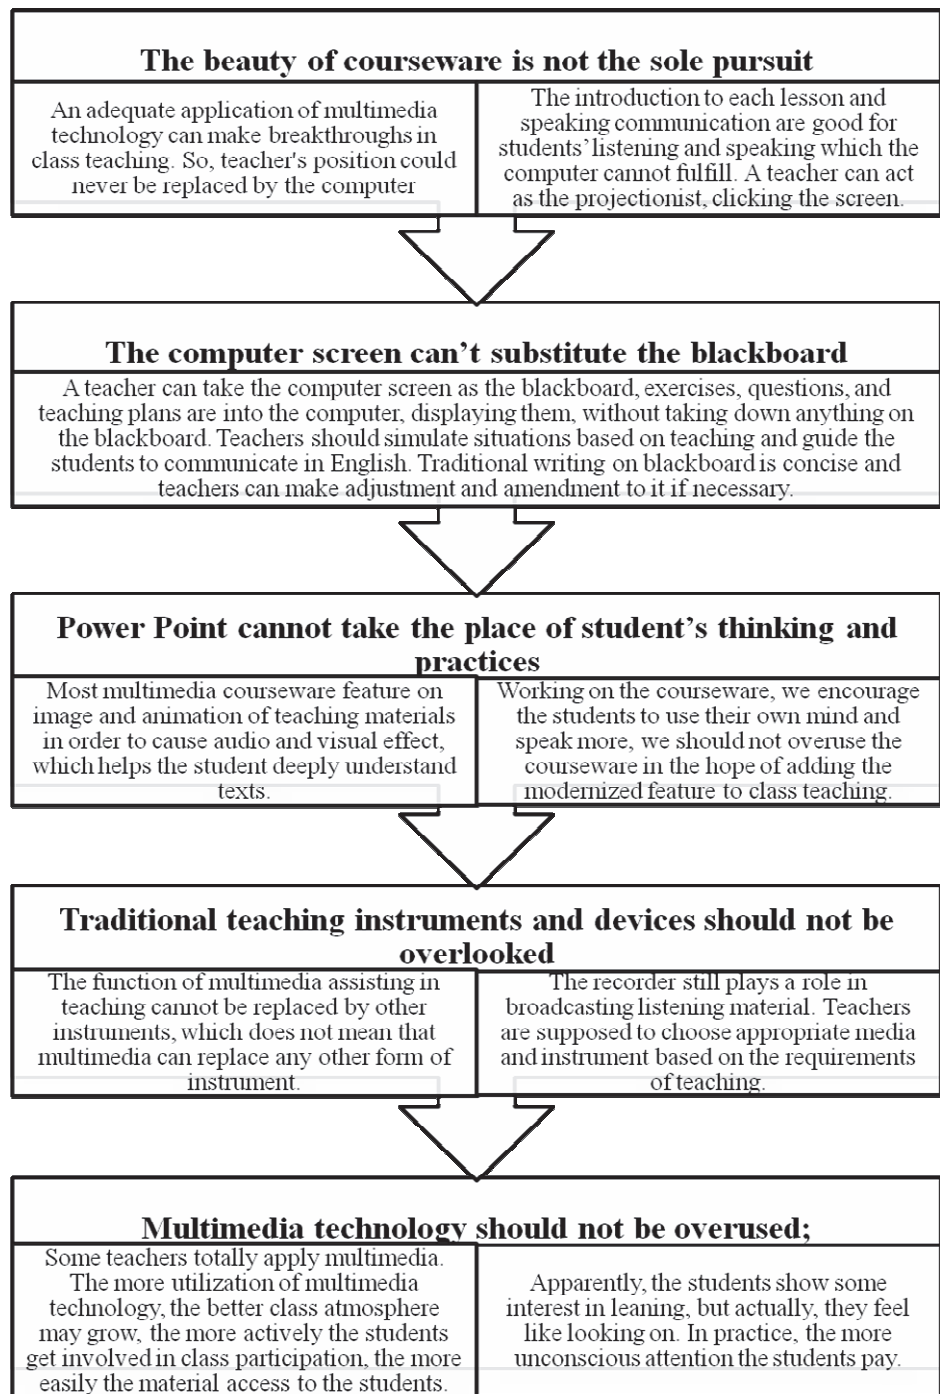 The beauty of courseware is not the sole pursuit
An adequate application of multimedia
technology can make breakthroughs in
class teaching. So, teacher's position could
never be replaced by the computer
The introduction to each lesson and
speaking communication are good for
students' listening and speaking which the
computer cannot fulfill. A teacher can act
as the projectionist, clicking the screen.
The computer screen can't substitute the blackboard
A teacher can take the computer screen as the blackboard, exercises, questions, and
teaching plans are into the computer, displaying them, without taking down anything on
the blackboard. Teachers should simulate situations based on teaching and guide the
students to communicate in English. Traditional writing on blackboard is concise and
teachers can make adjustment and amendment to it if necessary.
Power Point cannot take the place of student's thinking and
practices
Most multimedia courseware feature on
image and animation of teaching materials
in order to cause audio and visual effect,
which helps the student deeply understand
texts.
Working on the courseware, we encourage
the students to use their own mind and
speak more, we should not overuse the
courseware in the hope of adding the
modernized feature to class teaching.
Traditional teaching instruments and devices should not be
overlooked
The function of multimedia assisting in
teaching cannot be replaced by other
instruments, which does not mean that
multimedia can replace any other form of
instrument.
The recorder still plays a role in
broadcasting listening material. Teachers
are supposed to choose appropriate media
and instrument based on the requirements
of teaching.
Multimedia technology should not be overused;
Some teachers totally apply multimedia.
The more utilization of multimedia
technology, the better class atmosphere
may grow, the more actively the students
get involved in class participation, the more
easily the material access to the students.
Apparently, the students show some
interest in leaning, but actually, they feel
like looking on. In practice, the more
unconscious attention the students pay.